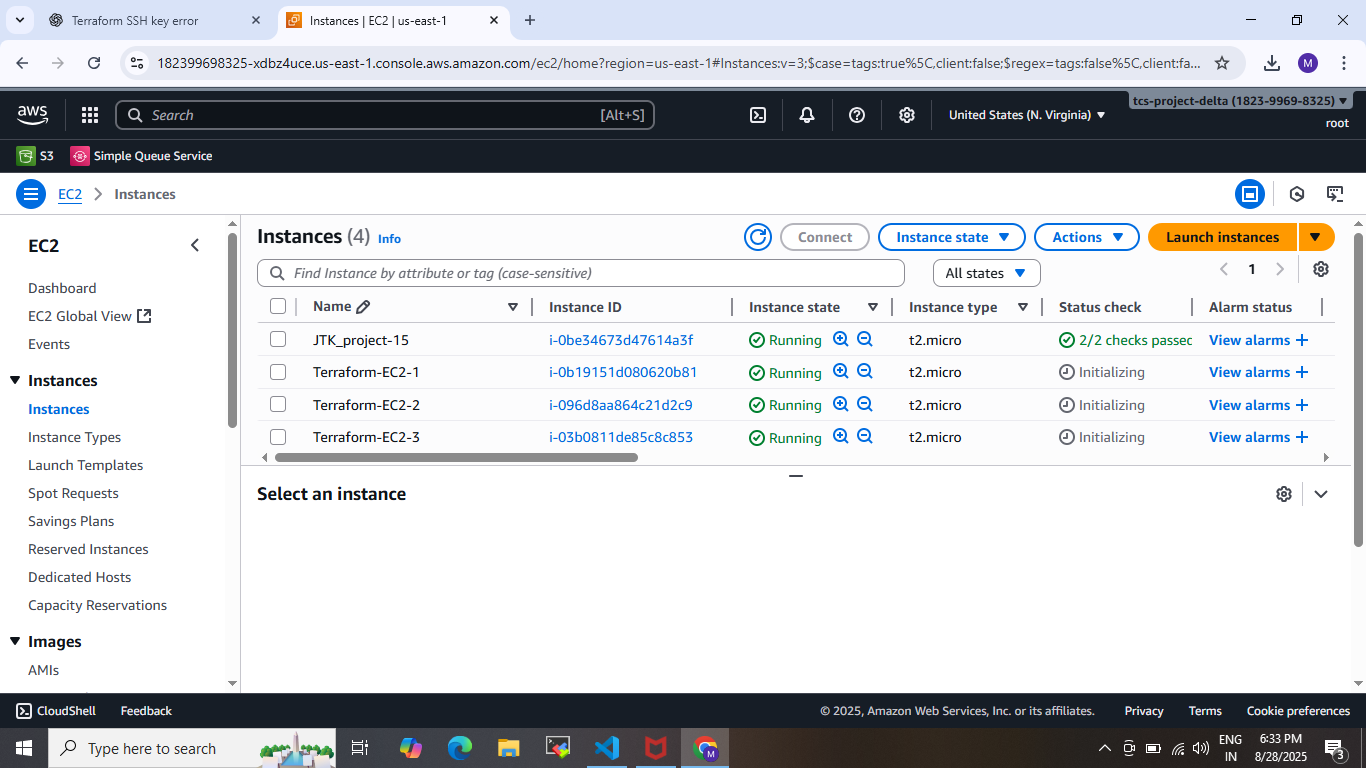 Terraform SSH key error
Instances | EC2 | us-east-1
182399698325-xdbz4uce.us-east-1.console.aws.amazon.com/ec2/home?region=us-east-1#Instances:v=3;$case=tags:true%5C,client:false;$regex=tags:false%5C,client:fa...
M
aws
Search [Alt+S]
United States (N. Virginia)
tcs-project-delta (1823-9969-8325)
root
S3 Simple Queue Service
EC2 Instances
EC2
Dashboard
EC2 Global View
Events
Instances
Instances
Instance Types
Launch Templates
Spot Requests
Savings Plans
Reserved Instances
Dedicated Hosts
Capacity Reservations
Images
AMIs
Instances (4) Info
Connect Instance state Actions Launch instances
Find Instance by attribute or tag (case-sensitive) All states 1
Name Instance ID Instance state Instance type Status check Alarm status
JTK_project-15 i-0be34673d47614a3f Running t2.micro 2/2 checks passec View alarms +
Terraform-EC2-1 i-0b19151d080620b81 Running t2.micro Initializing View alarms +
Terraform-EC2-2 i-096d8aa864c21d2c9 Running t2.micro Initializing View alarms +
Terraform-EC2-3 i-03b0811de85c8c853 Running t2.micro Initializing View alarms +
Select an instance
CloudShell Feedback © 2025, Amazon Web Services, Inc. or its affiliates. Privacy Terms Cookie preferences
Type here to search
M
ENG
IN
6:33 PM
8/28/2025
3